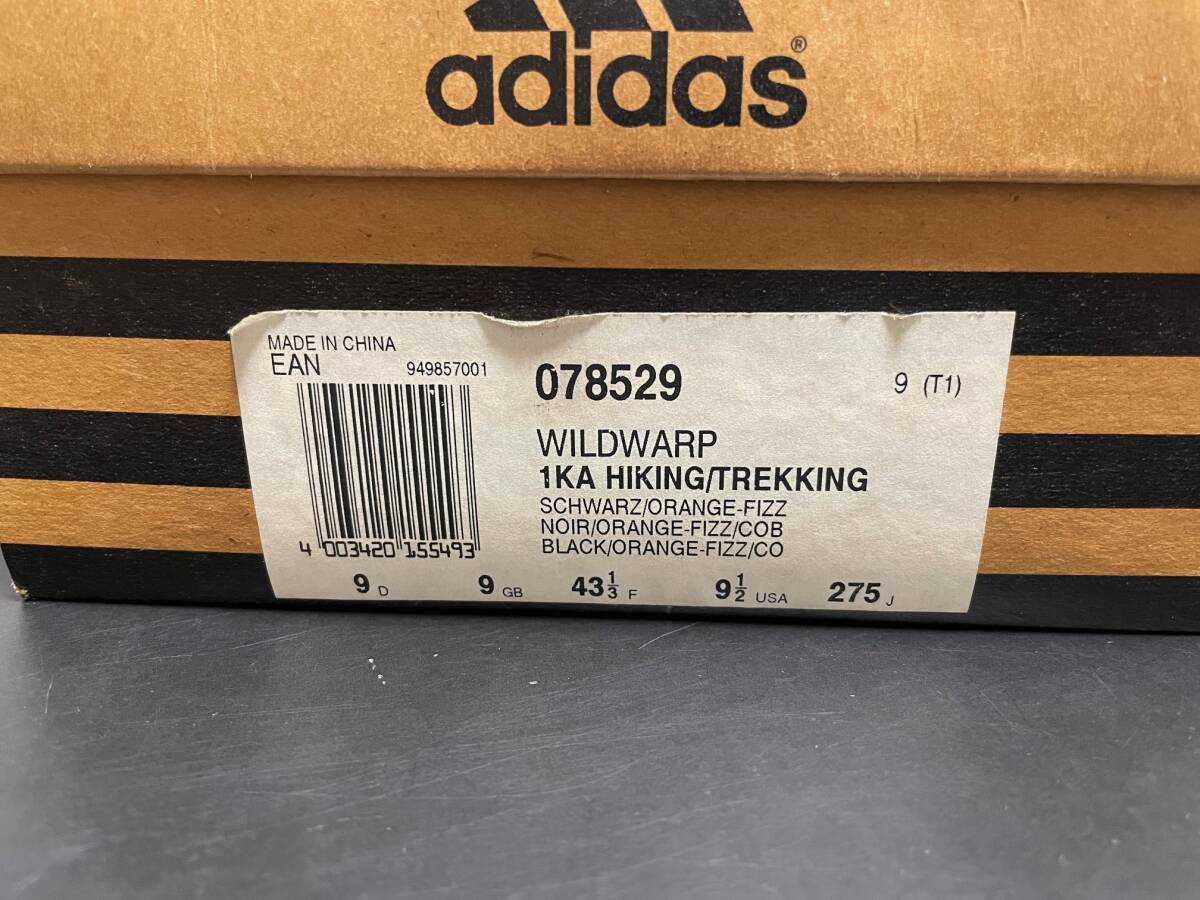 adidas®
MADE IN CHINA
EAN 949857001
4 003420 155493
078529 9 (T1)
WILDWARP
1KA HIKING/TREKKING
SCHWARZ/ORANGE-FIZZ
NOIR/ORANGE-FIZZ/COB
BLACK/ORANGE-FIZZ/CO
9 D 9 GB 43 1/3 F 9 1/2 USA 275 J